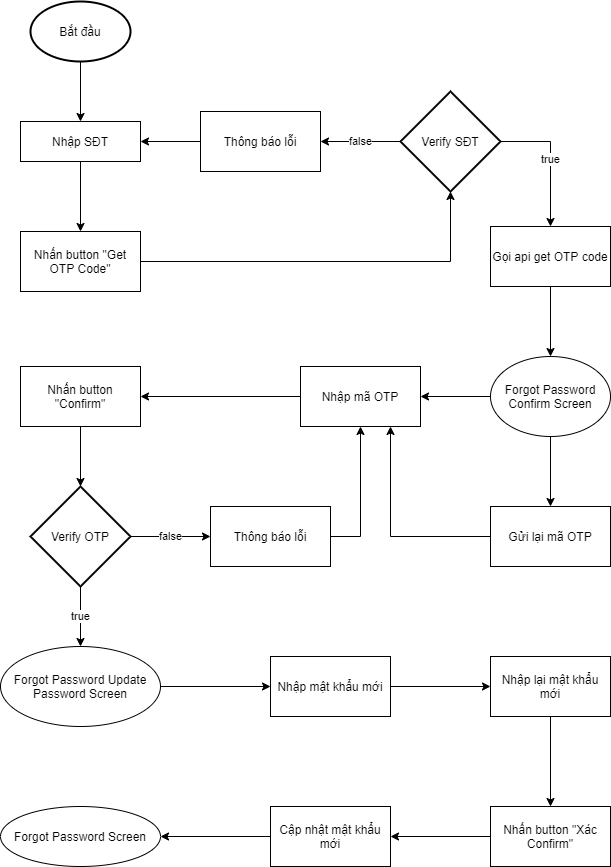 Bắt đầu
Nhập SĐT
Thông báo lỗi
false
Verify SĐT
true
Nhấn button "Get
OTP Code"
Gọi api get OTP code
Nhấn button
"Confirm"
Nhập mã OTP
Forgot Password
Confirm Screen
Verify OTP
false
Thông báo lỗi
Gửi lại mã OTP
true
Forgot Password Update
Password Screen
Nhập mật khẩu mới
Nhập lại mật khẩu
mới
Forgot Password Screen
Cập nhật mật khẩu
mới
Nhấn button "Xác
Confirm"